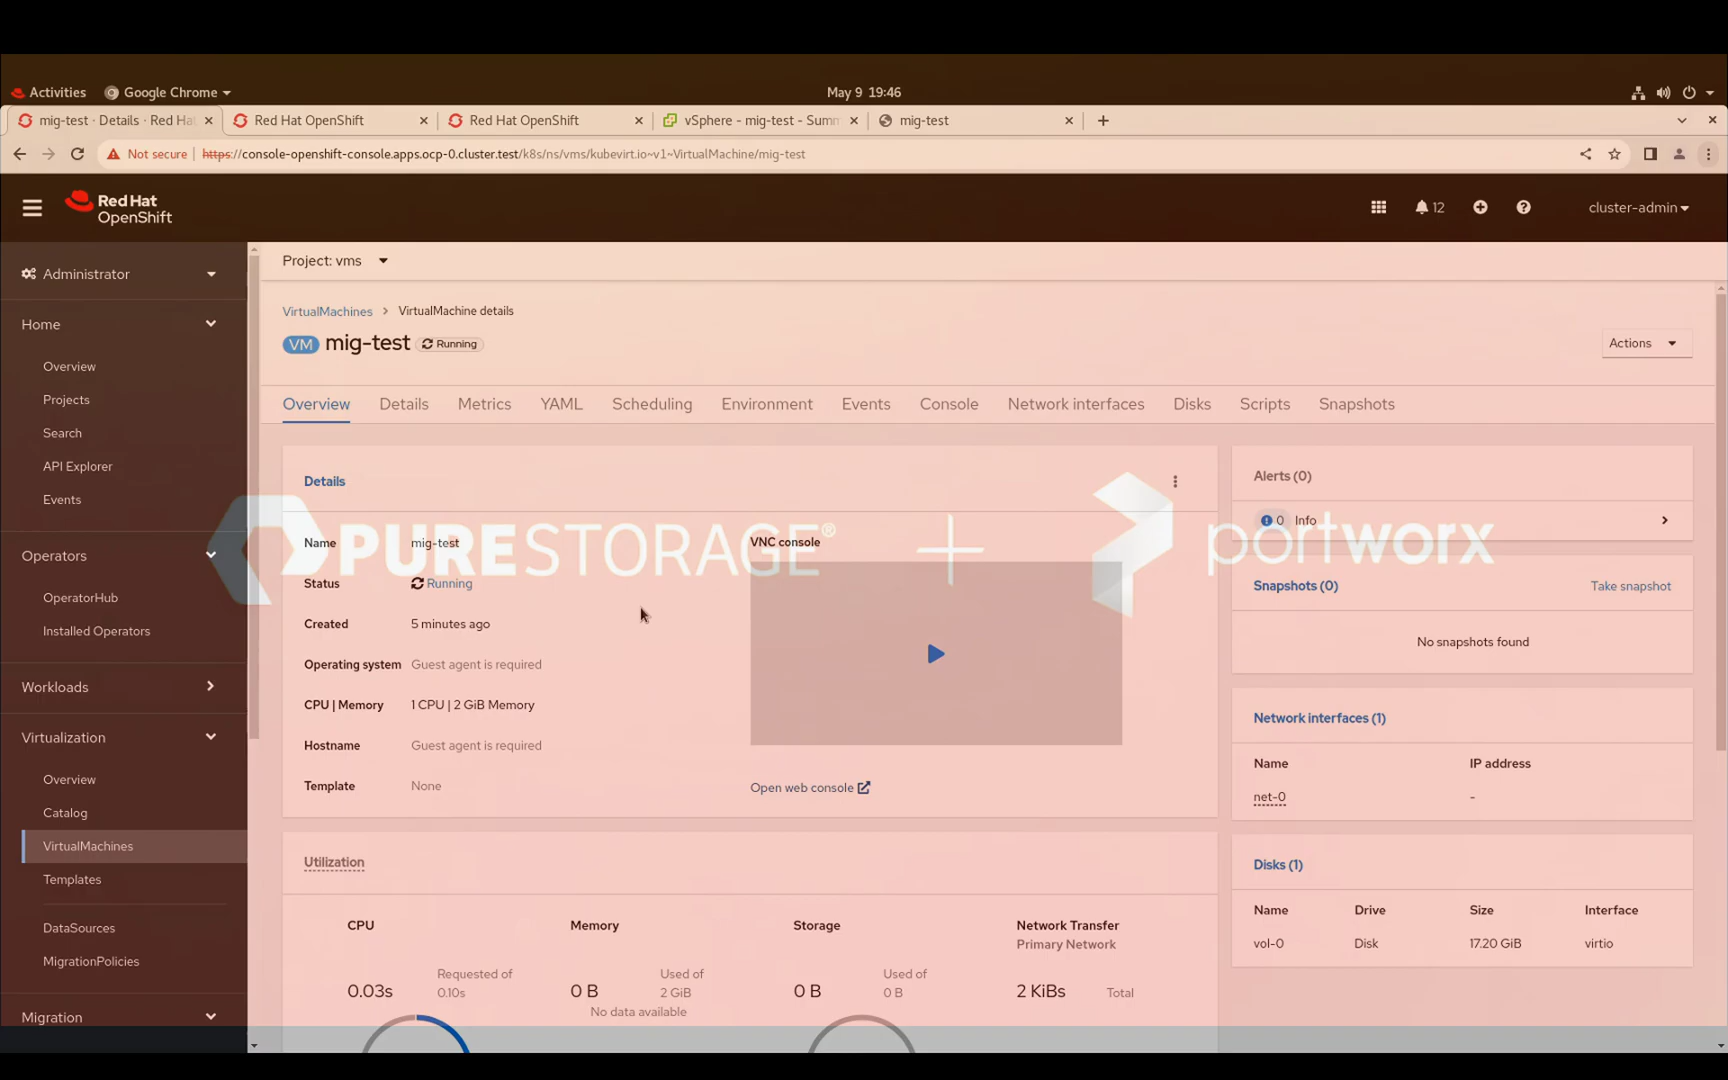 Activities Google Chrome May 9 19:46
mig-test · Details · Red Ha Red Hat OpenShift Red Hat OpenShift vSphere - mig-test - Summ mig-test
Not secure https://console-openshift-console.apps.ocp-0.cluster.test/k8s/ns/vms/kubevirt.io~v1~VirtualMachine/mig-test
Red Hat
OpenShift
12
cluster-admin
Administrator
Home
Overview
Projects
Search
API Explorer
Events
Operators
OperatorHub
Installed Operators
Workloads
Virtualization
Overview
Catalog
VirtualMachines
Templates
DataSources
MigrationPolicies
Migration
Project: vms
VirtualMachines > VirtualMachine details
VM mig-test Running
Actions
Overview Details Metrics YAML Scheduling Environment Events Console Network interfaces Disks Scripts Snapshots
Details
PURESTORAGE® + portworx
Name mig-test
Status Running
Created 5 minutes ago
Operating system Guest agent is required
CPU | Memory 1 CPU | 2 GiB Memory
Hostname Guest agent is required
Template None
VNC console
Open web console
Utilization
CPU Memory Storage Network Transfer
Primary Network
Requested of Used of Used of
0.03s 0.10s 0 B 2 GiB 0 B 0 B 2 KiBs Total
No data available
Alerts (0)
0 Info
Snapshots (0) Take snapshot
No snapshots found
Network interfaces (1)
Name IP address
net-0 -
Disks (1)
Name Drive Size Interface
vol-0 Disk 17.20 GiB virtio